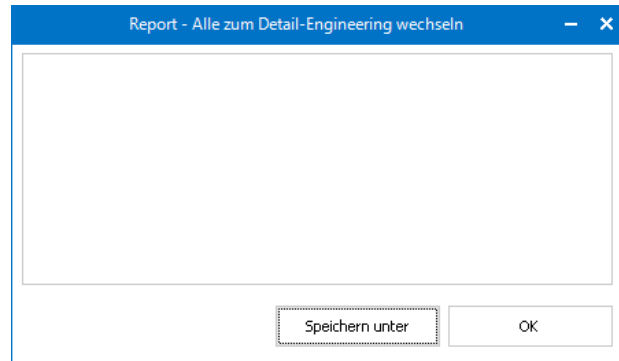 Report - Alle zum Detail-Engineering wechseln
Speichern unter
OK